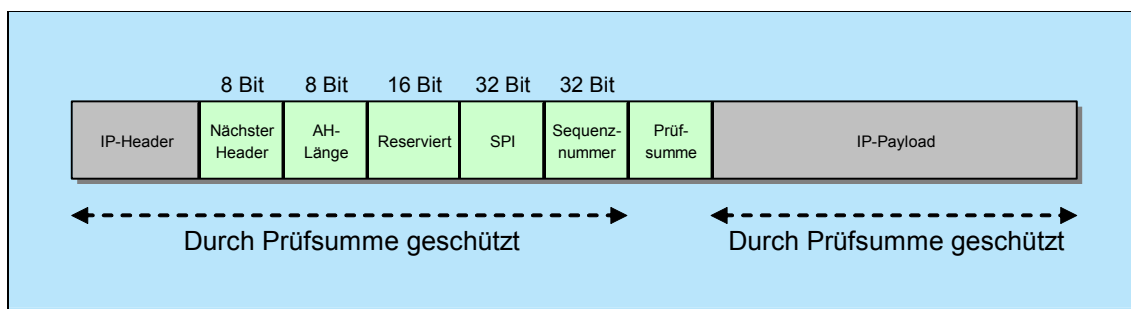 8 Bit 8 Bit 16 Bit 32 Bit 32 Bit
IP-Header
Nächster
Header
AH-
Länge
Reserviert
SPI
Sequenz-
nummer
Prüf-
summe
IP-Payload
Durch Prüfsumme geschützt
Durch Prüfsumme geschützt